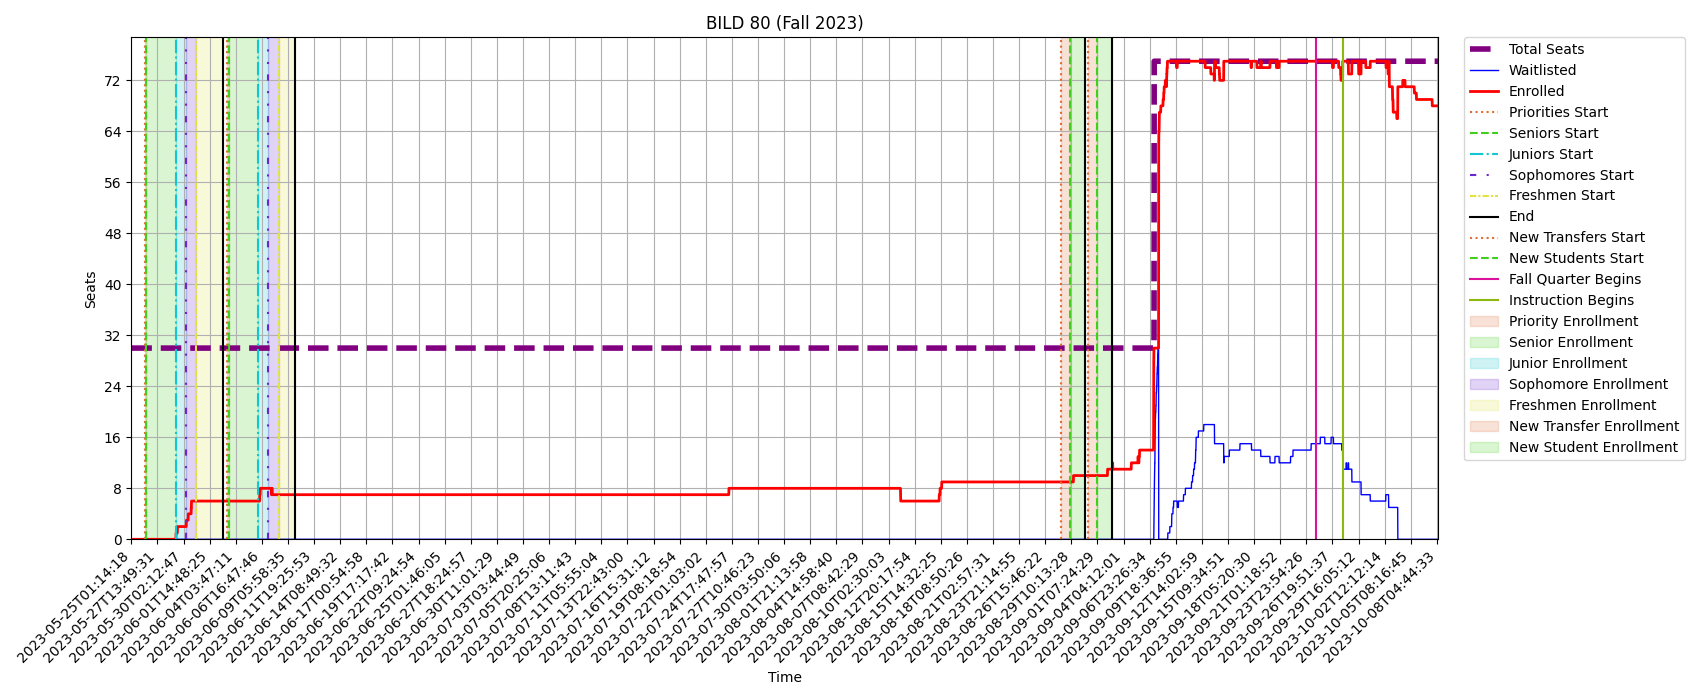 BILD 80 (Fall 2023)
Total Seats
Waitlisted
Enrolled
Priorities Start
Seniors Start
Juniors Start
Sophomores Start
Freshmen Start
End
New Transfers Start
New Students Start
Fall Quarter Begins
Instruction Begins
Priority Enrollment
Senior Enrollment
Junior Enrollment
Sophomore Enrollment
Freshmen Enrollment
New Transfer Enrollment
New Student Enrollment
Seats
72
64
56
48
40
32
24
16
8
0
2023-05-25T01:14:18
2023-05-27T13:49:31
2023-05-30T02:12:47
2023-06-01T14:48:25
2023-06-04T03:47:11
2023-06-06T16:47:46
2023-06-09T05:58:35
2023-06-11T19:25:53
2023-06-14T08:49:32
2023-06-17T00:54:58
2023-06-19T17:17:42
2023-06-22T09:24:54
2023-06-25T01:46:05
2023-06-27T18:24:57
2023-06-30T11:01:29
2023-07-03T03:44:49
2023-07-05T20:25:06
2023-07-08T13:11:43
2023-07-11T05:55:04
2023-07-13T22:43:00
2023-07-16T15:31:12
2023-07-19T08:18:54
2023-07-22T01:03:02
2023-07-24T17:47:57
2023-07-27T10:46:23
2023-07-30T03:50:06
2023-08-01T21:13:58
2023-08-04T14:58:40
2023-08-07T08:42:29
2023-08-10T02:30:03
2023-08-12T20:17:54
2023-08-15T14:32:25
2023-08-18T08:50:26
2023-08-21T02:57:31
2023-08-23T21:14:55
2023-08-26T15:46:22
2023-08-29T10:13:28
2023-09-01T07:24:29
2023-09-04T04:12:01
2023-09-06T23:26:34
2023-09-09T18:36:55
2023-09-12T14:02:59
2023-09-15T09:34:51
2023-09-18T05:20:30
2023-09-21T01:18:52
2023-09-23T23:54:26
2023-09-26T19:51:37
2023-09-29T16:05:12
2023-10-02T12:12:14
2023-10-05T08:16:45
2023-10-08T04:44:33
Time